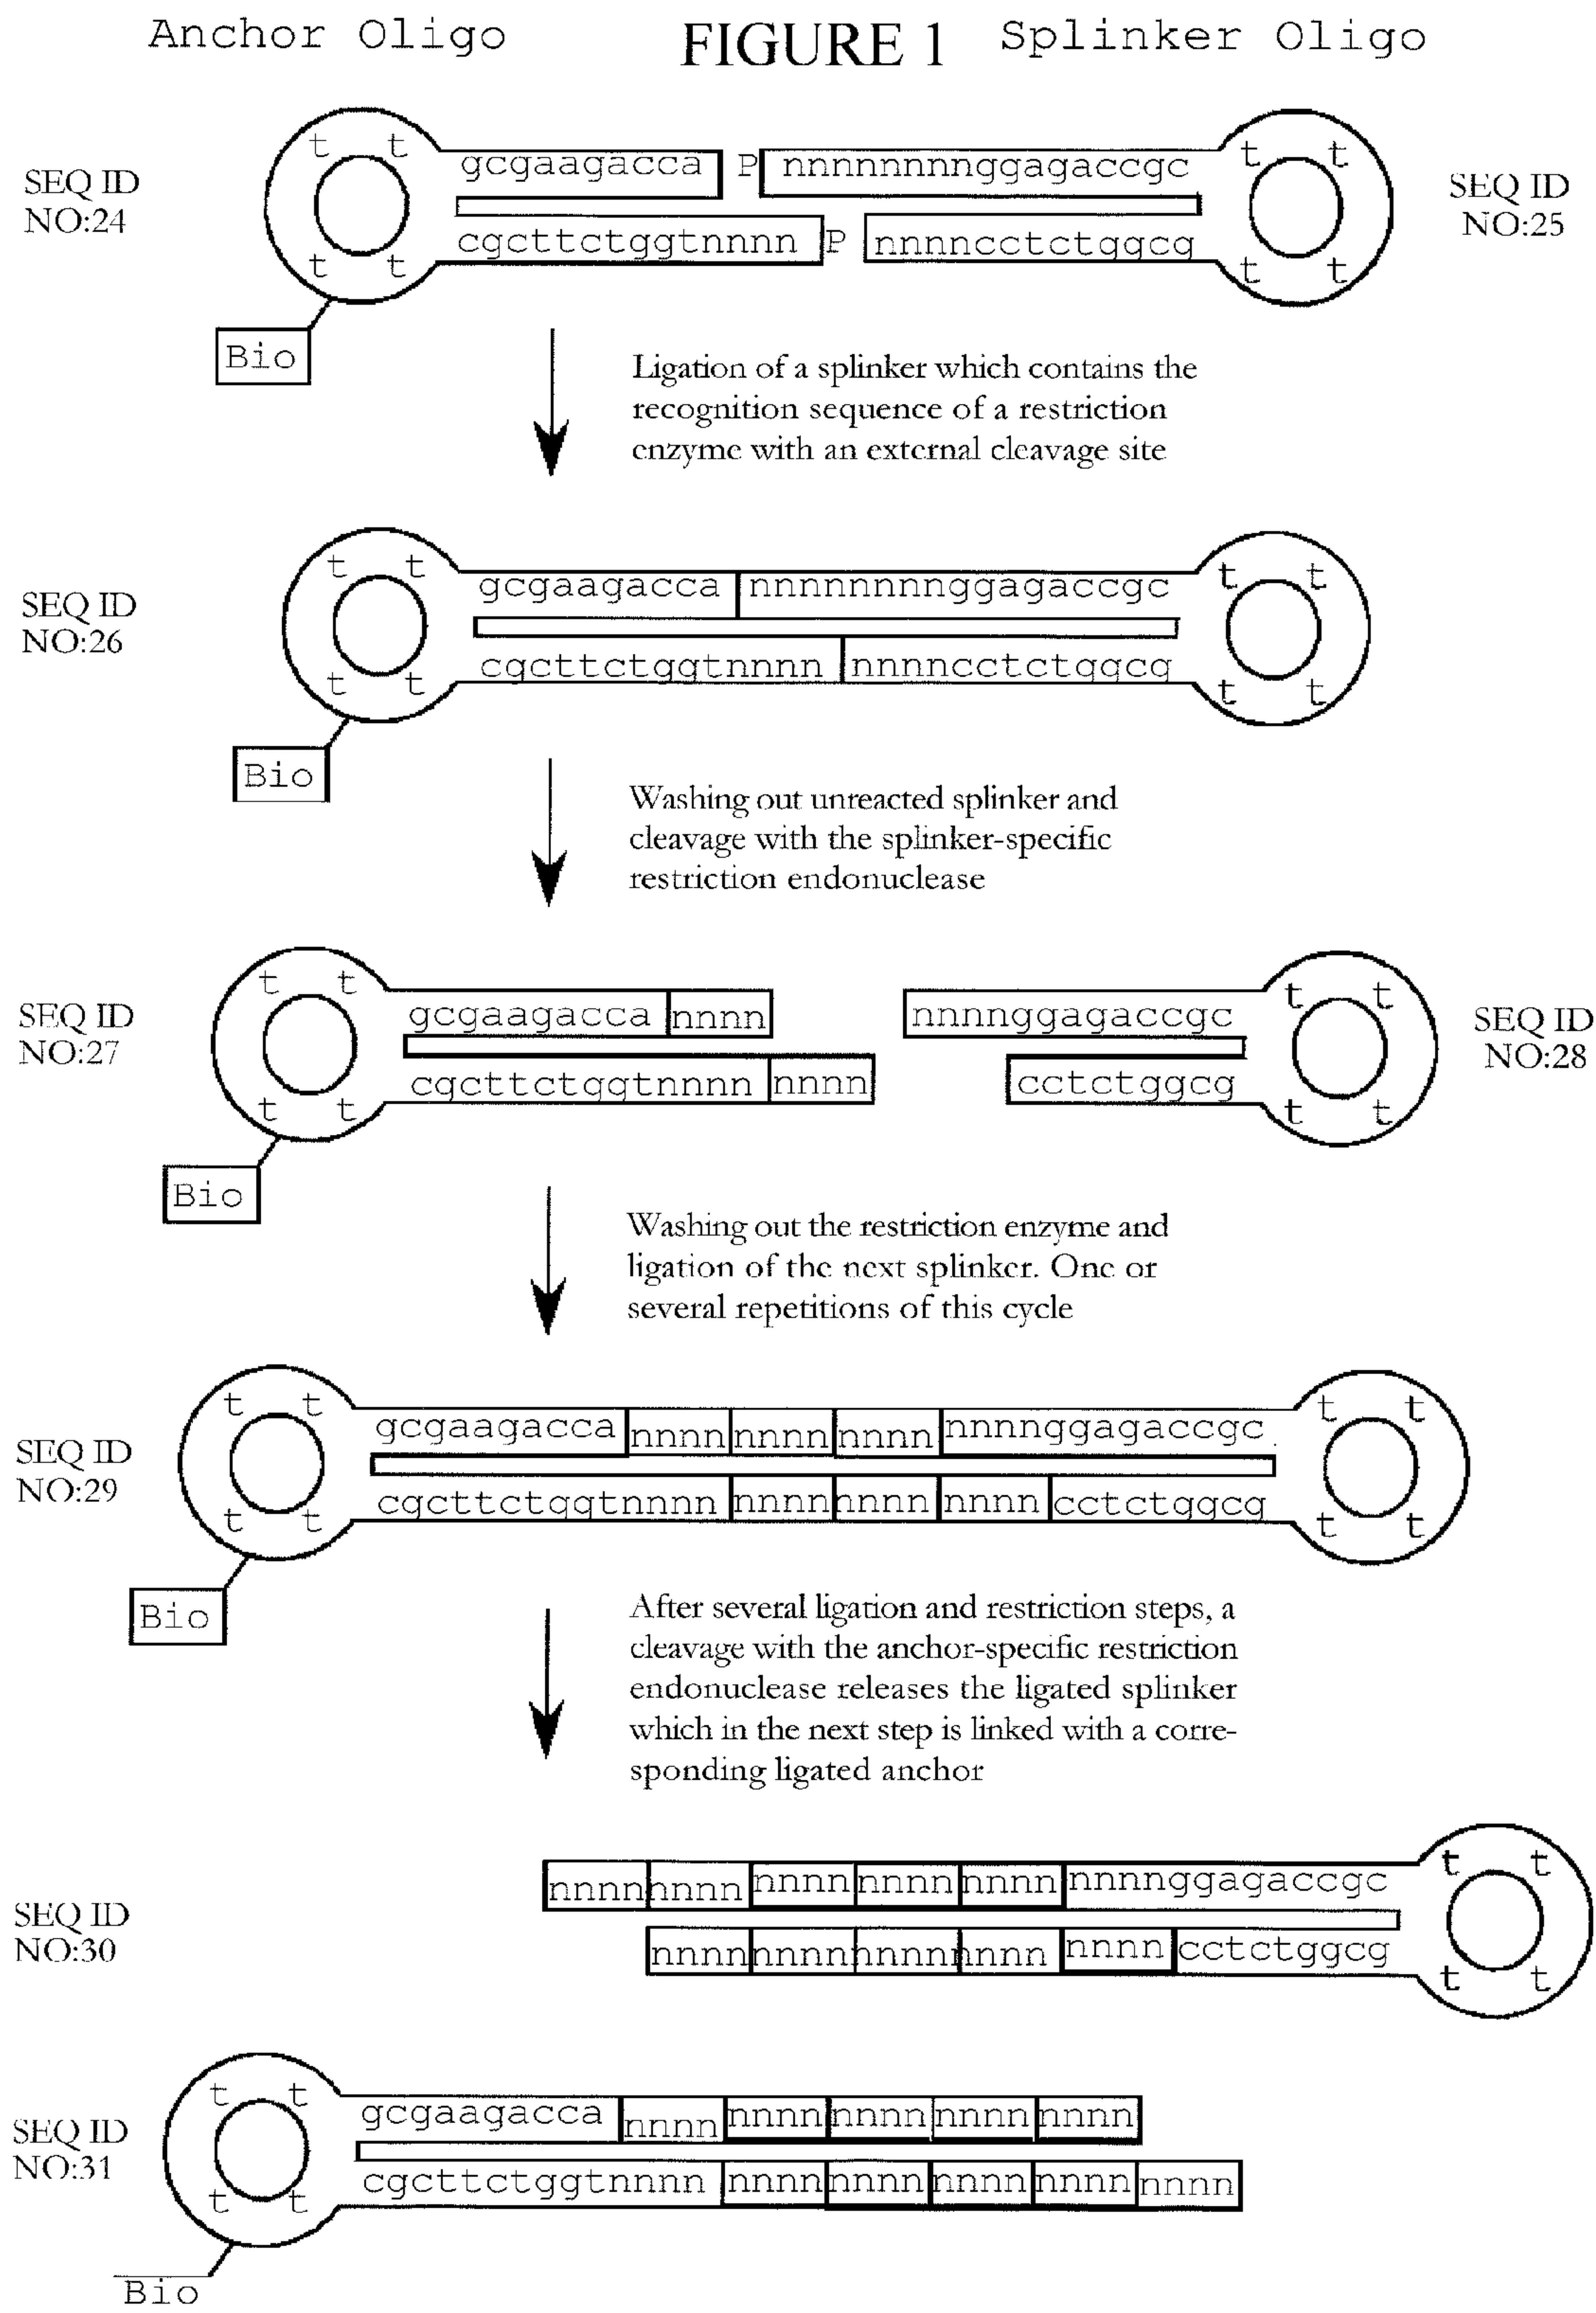 Anchor Oligo FIGURE 1 Splinker Oligo
t t gcgaagacca P nnnnnnnnggagaccgc t t
SEQ ID NO:24
SEQ ID NO:25
t t cgcttctggtnnnn P nnnncctctggcg t t
Bio
Ligation of a splinker which contains the
recognition sequence of a restriction
enzyme with an external cleavage site
t t gcgaagacca nnnnnnnnggagaccgc t t
SEQ ID
NO:26
t t cgcttctggtnnnn nnnncctctggcg t t
Bio
Washing out unreacted splinker and
cleavage with the splinker-specific
restriction endonuclease
t t gcgaagacca nnnn nnnnggagaccgc t t
SEQ ID NO:27
SEQ ID NO:28
t t cgcttctggtnnnn nnnn cctctggcg t t
Bio
Washing out the restriction enzyme and
ligation of the next splinker. One or
several repetitions of this cycle
t t gcgaagacca nnnn nnnn nnnn nnnnggagaccgc t t
SEQ ID
NO:29
t t cgcttctggtnnnn nnnn nnnn nnnn cctctggcg t t
Bio
After several ligation and restriction steps, a
cleavage with the anchor-specific restriction
endonuclease releases the ligated splinker
which in the next step is linked with a corre-
sponding ligated anchor
nnnn nnnn nnnn nnnn nnnn nnnnggagaccgc t t
SEQ ID
NO:30
nnnn nnnn nnnn nnnn nnnn cctctggcg t t
t t gcgaagacca nnnn nnnn nnnn nnnn nnnn
SEQ ID
NO:31
t t cgcttctggtnnnn nnnn nnnn nnnn nnnn nnnn
Bio